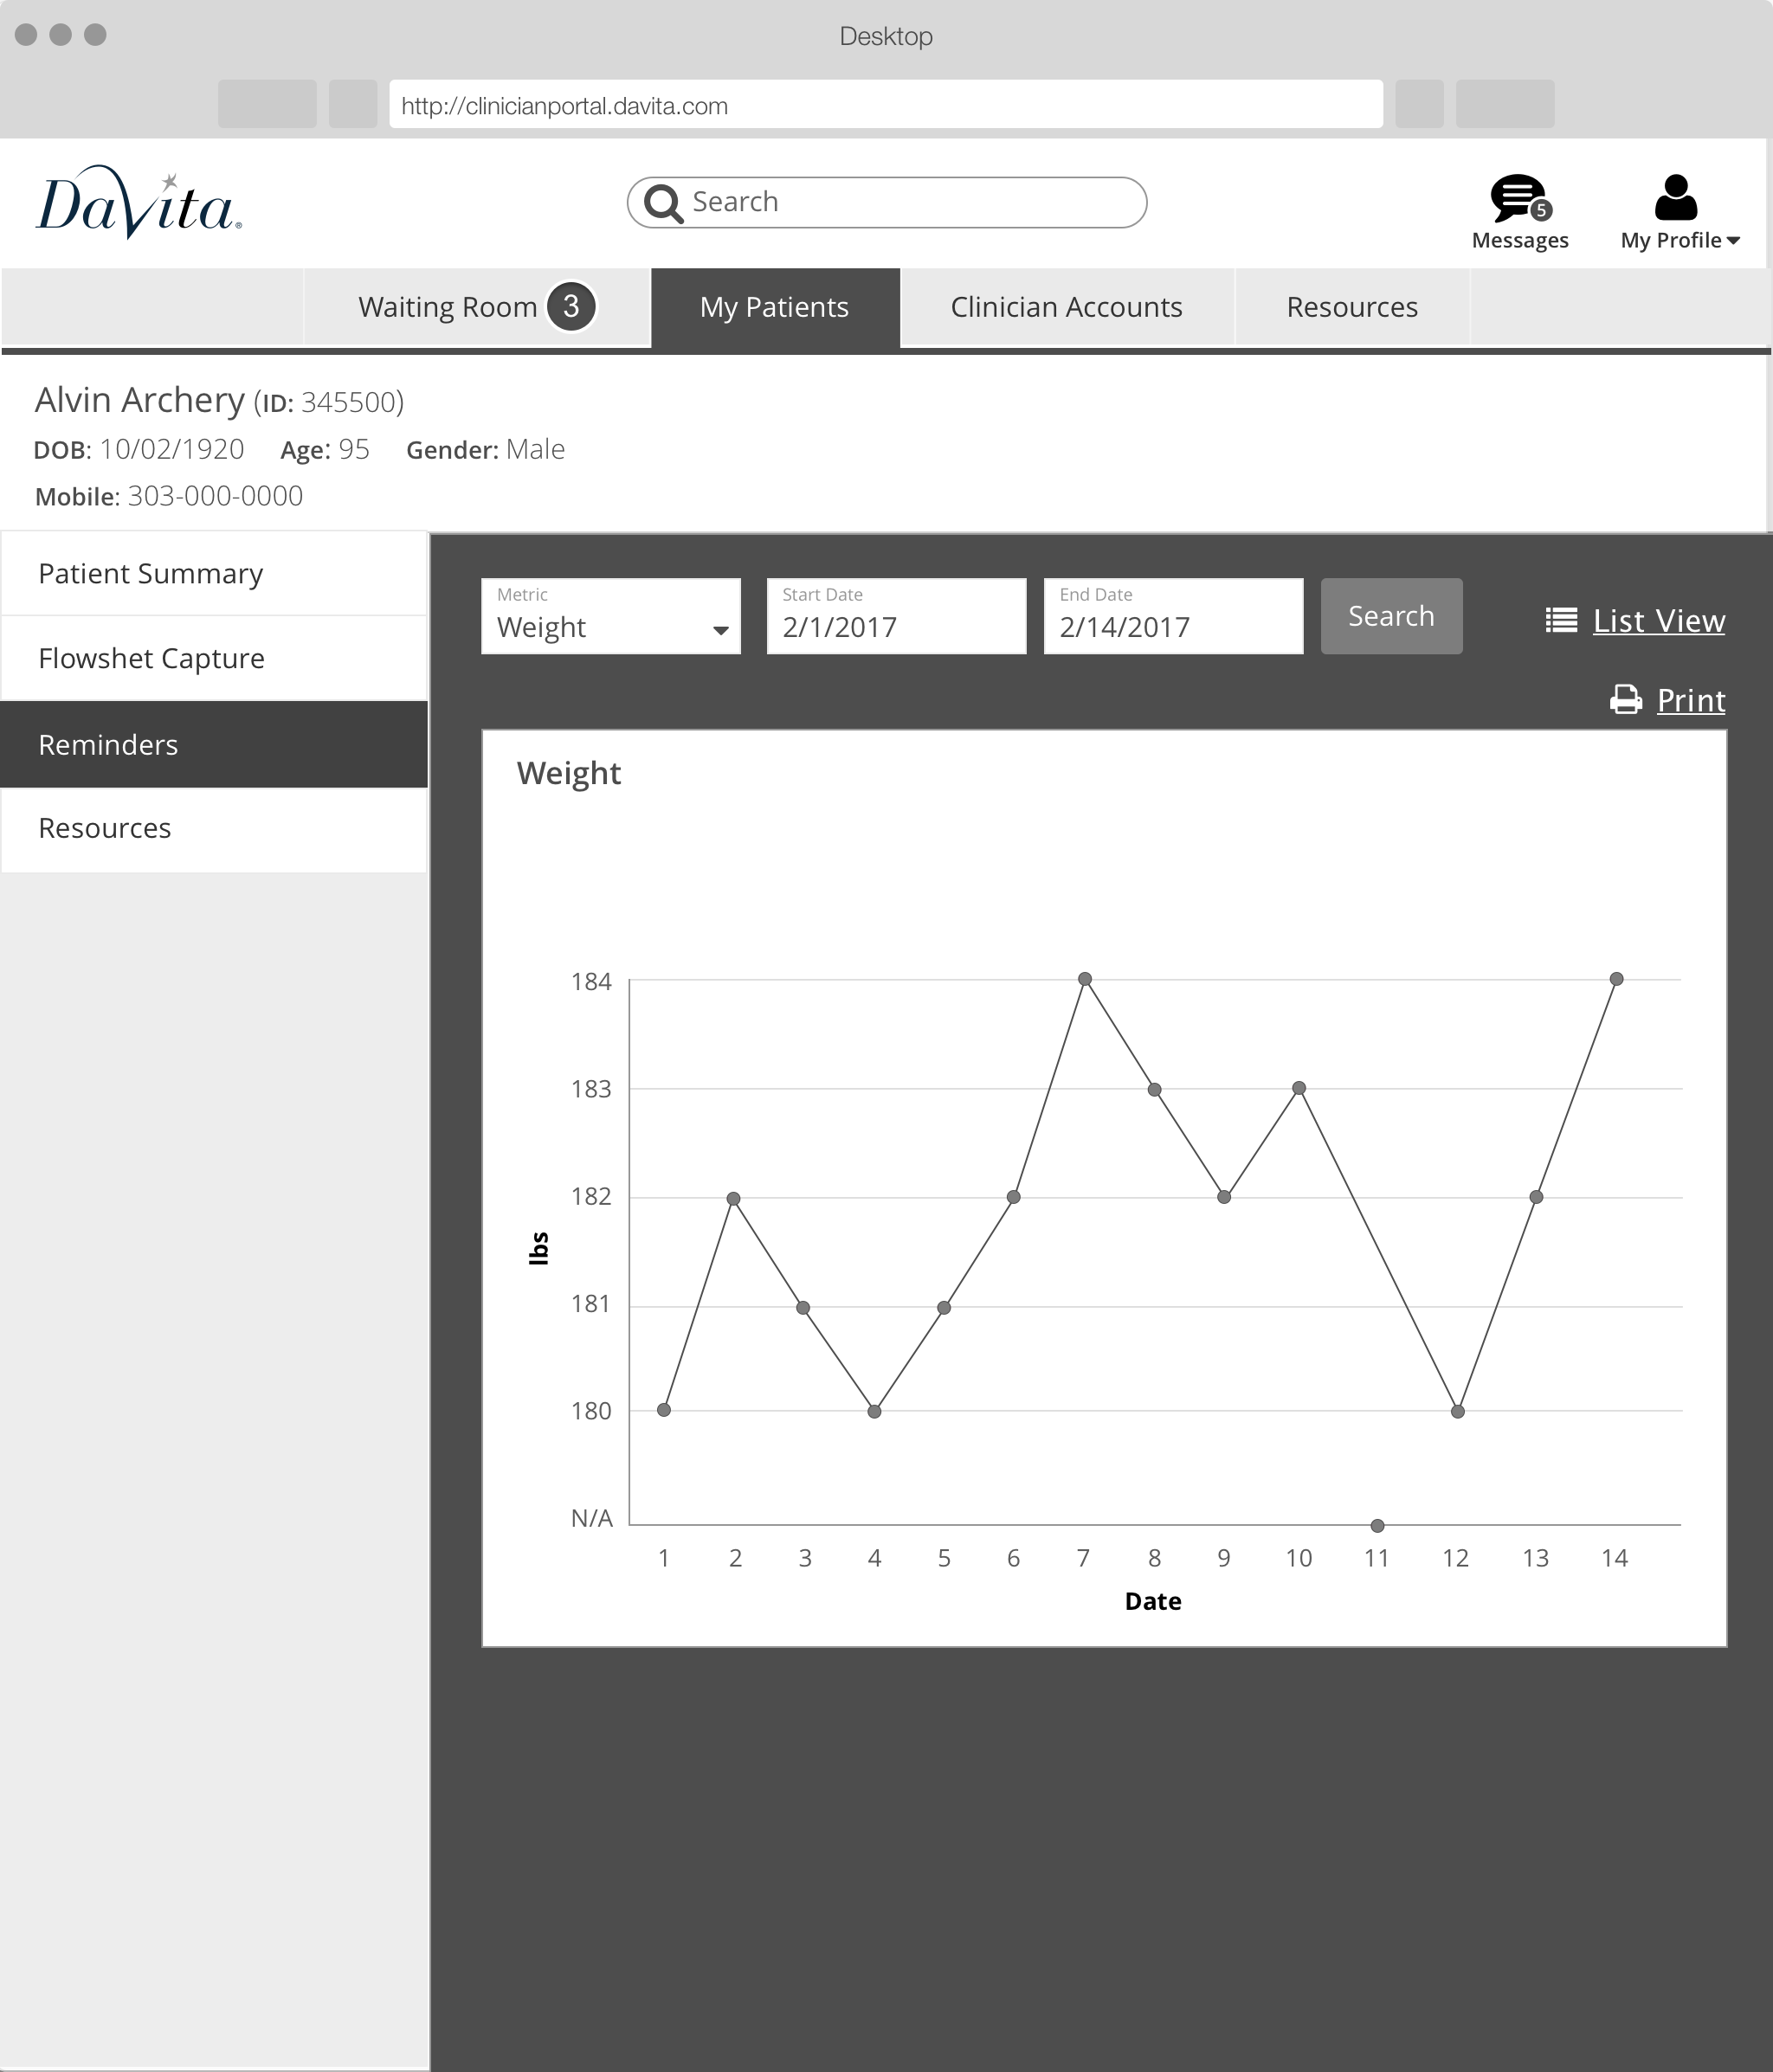 Desktop
http://clinicianportal.davita.com
DaVita®
Search
5
Messages
My Profile
Waiting Room 3
My Patients
Clinician Accounts
Resources
Alvin Archery (ID: 345500)
DOB: 10/02/1920 Age: 95 Gender: Male
Mobile: 303-000-0000
Patient Summary
Flowshet Capture
Reminders
Resources
Metric
Weight
Start Date
2/1/2017
End Date
2/14/2017
Search
List View
Print
Weight
184
183
182
181
180
N/A
lbs
1 2 3 4 5 6 7 8 9 10 11 12 13 14
Date